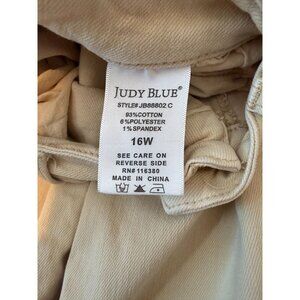 JUDY BLUE®
STYLE# JB88802 C
93%COTTON
6%POLYESTER
1%SPANDEX
16W
SEE CARE ON
REVERSE SIDE
RN# 116380
MADE IN CHINA